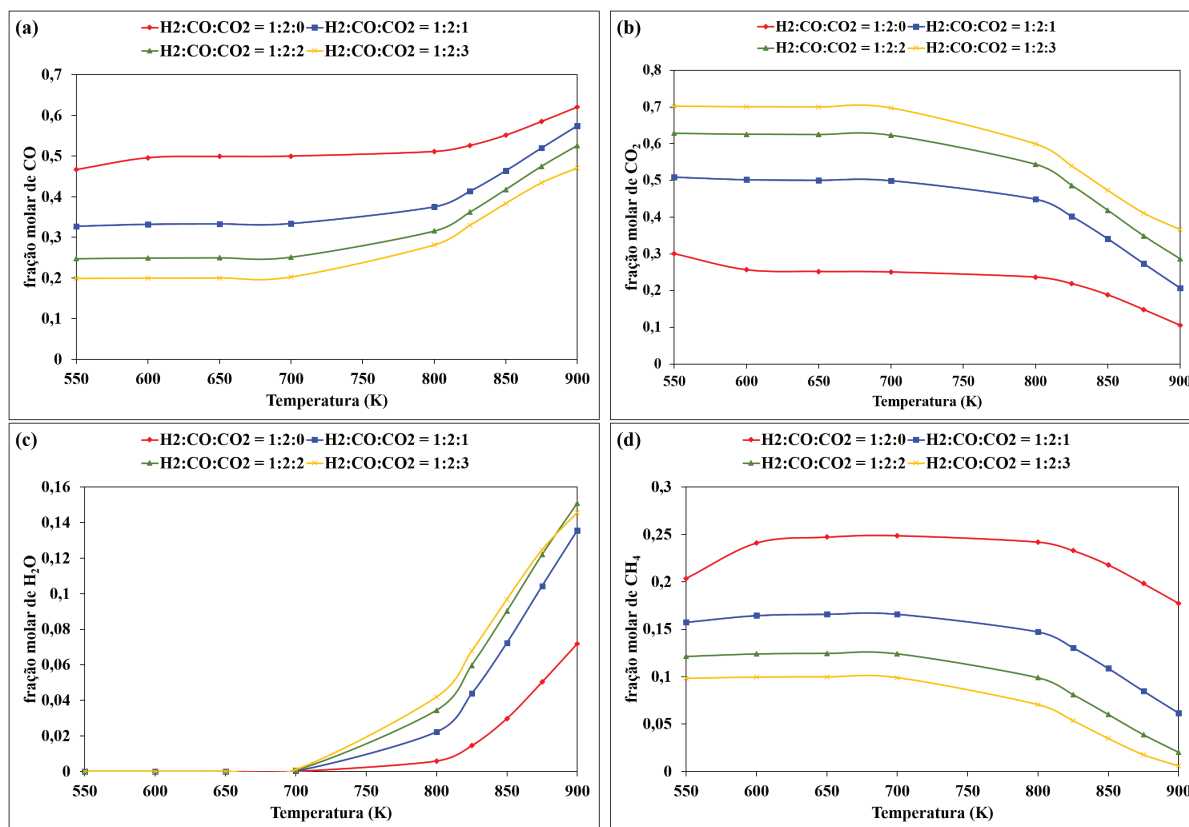 (a)
H2:CO:CO2 = 1:2:0
H2:CO:CO2 = 1:2:1
H2:CO:CO2 = 1:2:2
H2:CO:CO2 = 1:2:3
fração molar de CO
0,7
0,6
0,5
0,4
0,3
0,2
0,1
0
550 600 650 700 750 800 850 900
Temperatura (K)
(b)
H2:CO:CO2 = 1:2:0
H2:CO:CO2 = 1:2:1
H2:CO:CO2 = 1:2:2
H2:CO:CO2 = 1:2:3
fração molar de CO₂
0,8
0,7
0,6
0,5
0,4
0,3
0,2
0,1
0
550 600 650 700 750 800 850 900
Temperatura (K)
(c)
H2:CO:CO2 = 1:2:0
H2:CO:CO2 = 1:2:1
H2:CO:CO2 = 1:2:2
H2:CO:CO2 = 1:2:3
fração molar de H₂O
0,16
0,14
0,12
0,1
0,08
0,06
0,04
0,02
0
550 600 650 700 750 800 850 900
Temperatura (K)
(d)
H2:CO:CO2 = 1:2:0
H2:CO:CO2 = 1:2:1
H2:CO:CO2 = 1:2:2
H2:CO:CO2 = 1:2:3
fração molar de CH₄
0,3
0,25
0,2
0,15
0,1
0,05
0
550 600 650 700 750 800 850 900
Temperatura (K)